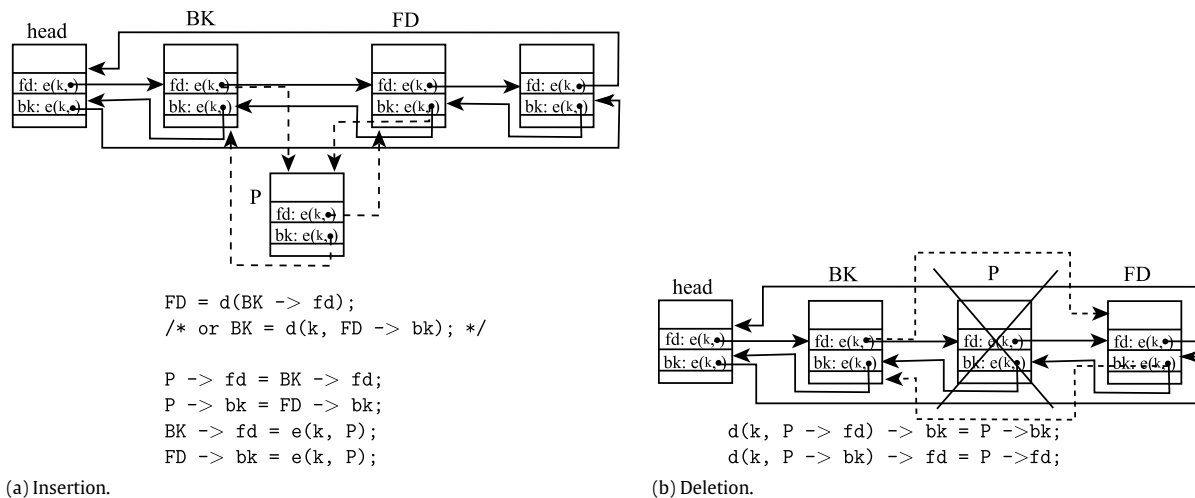 BK
FD
head
fd: e(k, )
fd: e(k, )
fd: e(k, )
fd: e(k, )
bk: e(k, )
bk: e(k, )
bk: e(k, )
bk: e(k, )
P
fd: e(k, )
bk: e(k, )
FD = d(BK -> fd);
/* or BK = d(k, FD -> bk); */
P -> fd = BK -> fd;
P -> bk = FD -> bk;
BK -> fd = e(k, P);
FD -> bk = e(k, P);
(a) Insertion.
BK
P
FD
head
fd: e(k, )
fd: e(k, )
fd: e(k, )
fd: e(k, )
bk: e(k, )
bk: e(k, )
bk: e(k, )
bk: e(k, )
d(k, P -> fd) -> bk = P ->bk;
d(k, P -> bk) -> fd = P ->fd;
(b) Deletion.